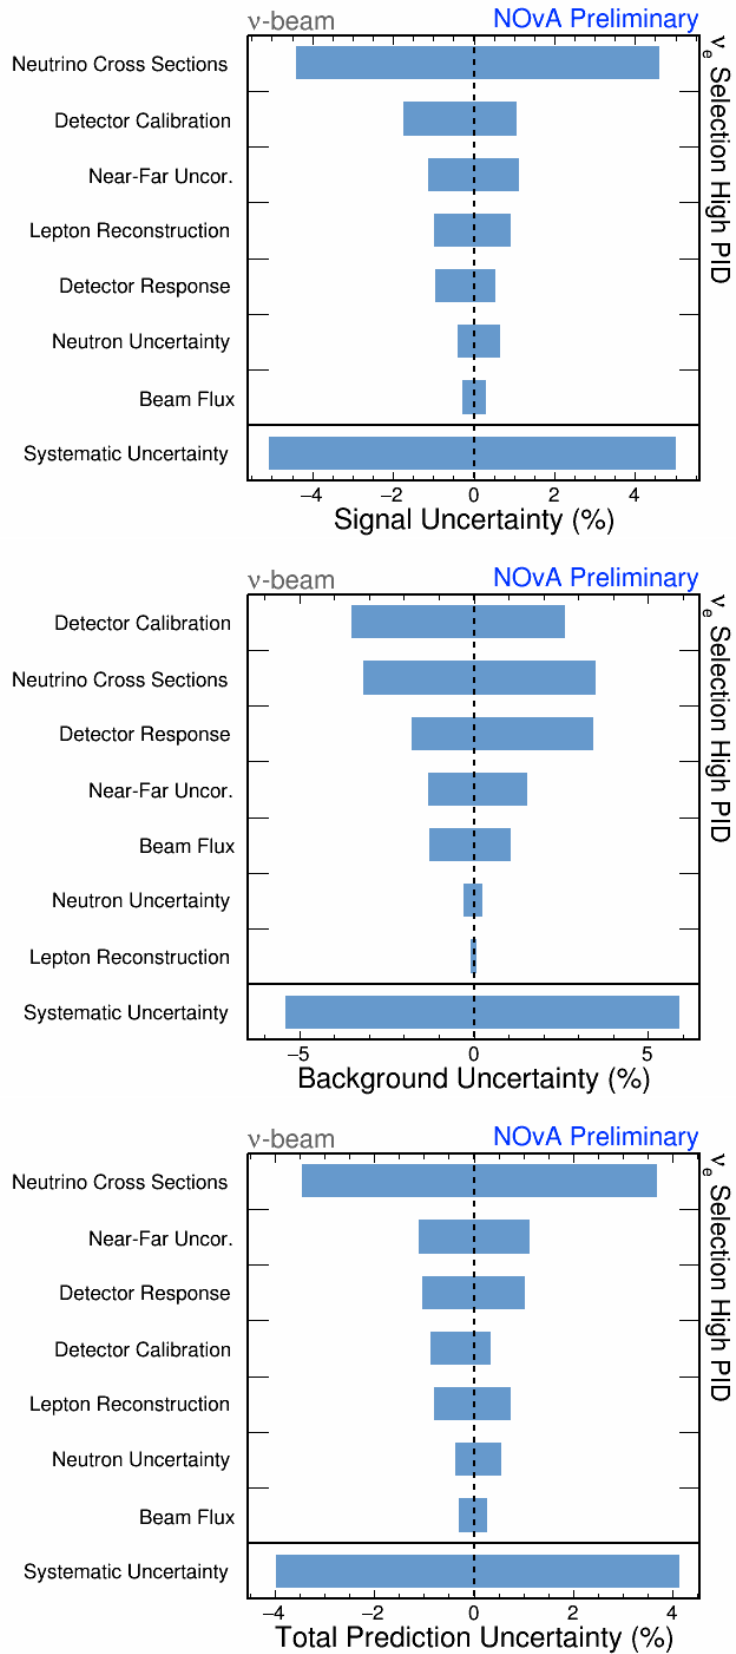 ν-beam NOvA Preliminary
Neutrino Cross Sections
Detector Calibration
Near-Far Uncor.
Lepton Reconstruction
Detector Response
Neutron Uncertainty
Beam Flux
Systematic Uncertainty
νe Selection High PID
−4 −2 0 2 4
Signal Uncertainty (%)
ν-beam NOvA Preliminary
Detector Calibration
Neutrino Cross Sections
Detector Response
Near-Far Uncor.
Beam Flux
Neutron Uncertainty
Lepton Reconstruction
Systematic Uncertainty
νe Selection High PID
−5 0 5
Background Uncertainty (%)
ν-beam NOvA Preliminary
Neutrino Cross Sections
Near-Far Uncor.
Detector Response
Detector Calibration
Lepton Reconstruction
Neutron Uncertainty
Beam Flux
Systematic Uncertainty
νe Selection High PID
−4 −2 0 2 4
Total Prediction Uncertainty (%)